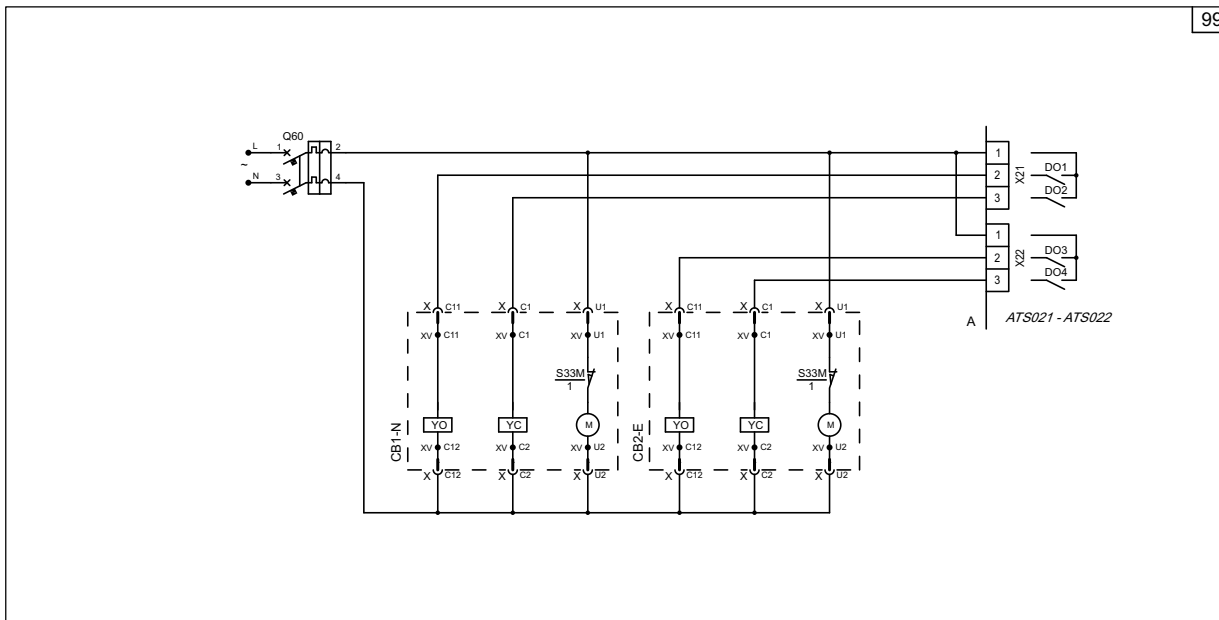 99
Q60
L 1 2
~
N 3 4
1
2 X21 DO1
3 DO2
1
2 X22 DO3
3 DO4
A ATS021 - ATS022
X C11 X C1 X U1 X C11 X C1 X U1
XV C11 XV C1 XV U1 XV C11 XV C1 XV U1
S33M S33M
1 1
CB1-N YO YC M CB2-E YO YC M
XV C12 XV C2 XV U2 XV C12 XV C2 XV U2
X C12 X C2 X U2 X C12 X C2 X U2